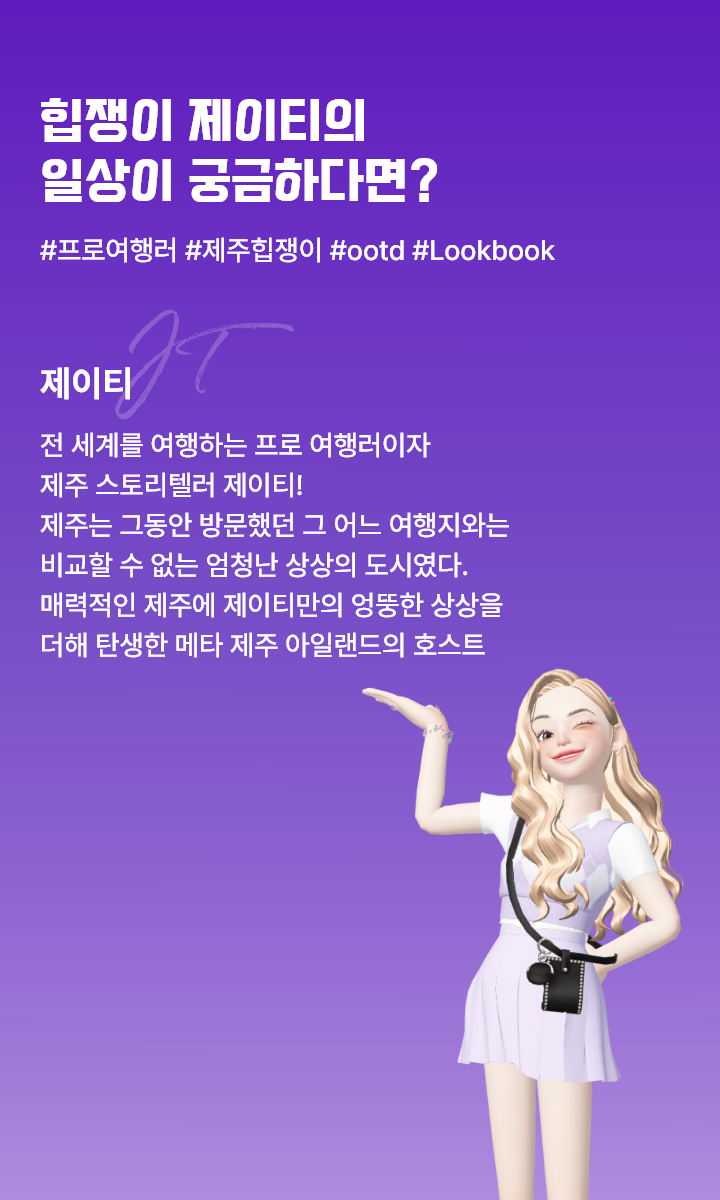 힙쟁이 제이티의
일상이 궁금하다면?
#프로여행러 #제주힙쟁이 #ootd #Lookbook
JT
제이티
전 세계를 여행하는 프로 여행러이자
제주 스토리텔러 제이티!
제주는 그동안 방문했던 그 어느 여행지와는
비교할 수 없는 엄청난 상상의 도시였다.
매력적인 제주에 제이티만의 엉뚱한 상상을
더해 탄생한 메타 제주 아일랜드의 호스트